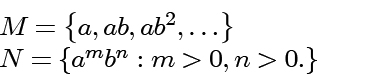 M = {a, ab, ab², …}
N = {aᵐbⁿ : m > 0, n > 0.}